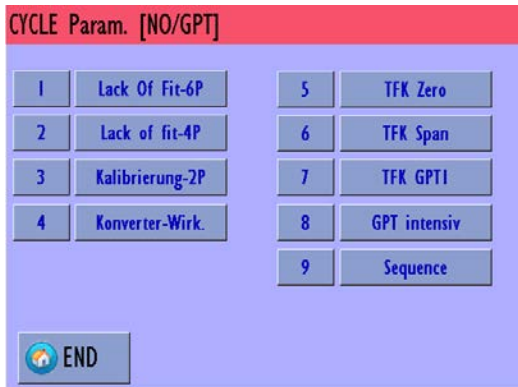 CYCLE Param. [NO/GPT]
1 Lack Of Fit-6P
2 Lack of fit-4P
3 Kalibrierung-2P
4 Konverter-Wirk.
5 TFK Zero
6 TFK Span
7 TFK GPTI
8 GPT intensiv
9 Sequence
END